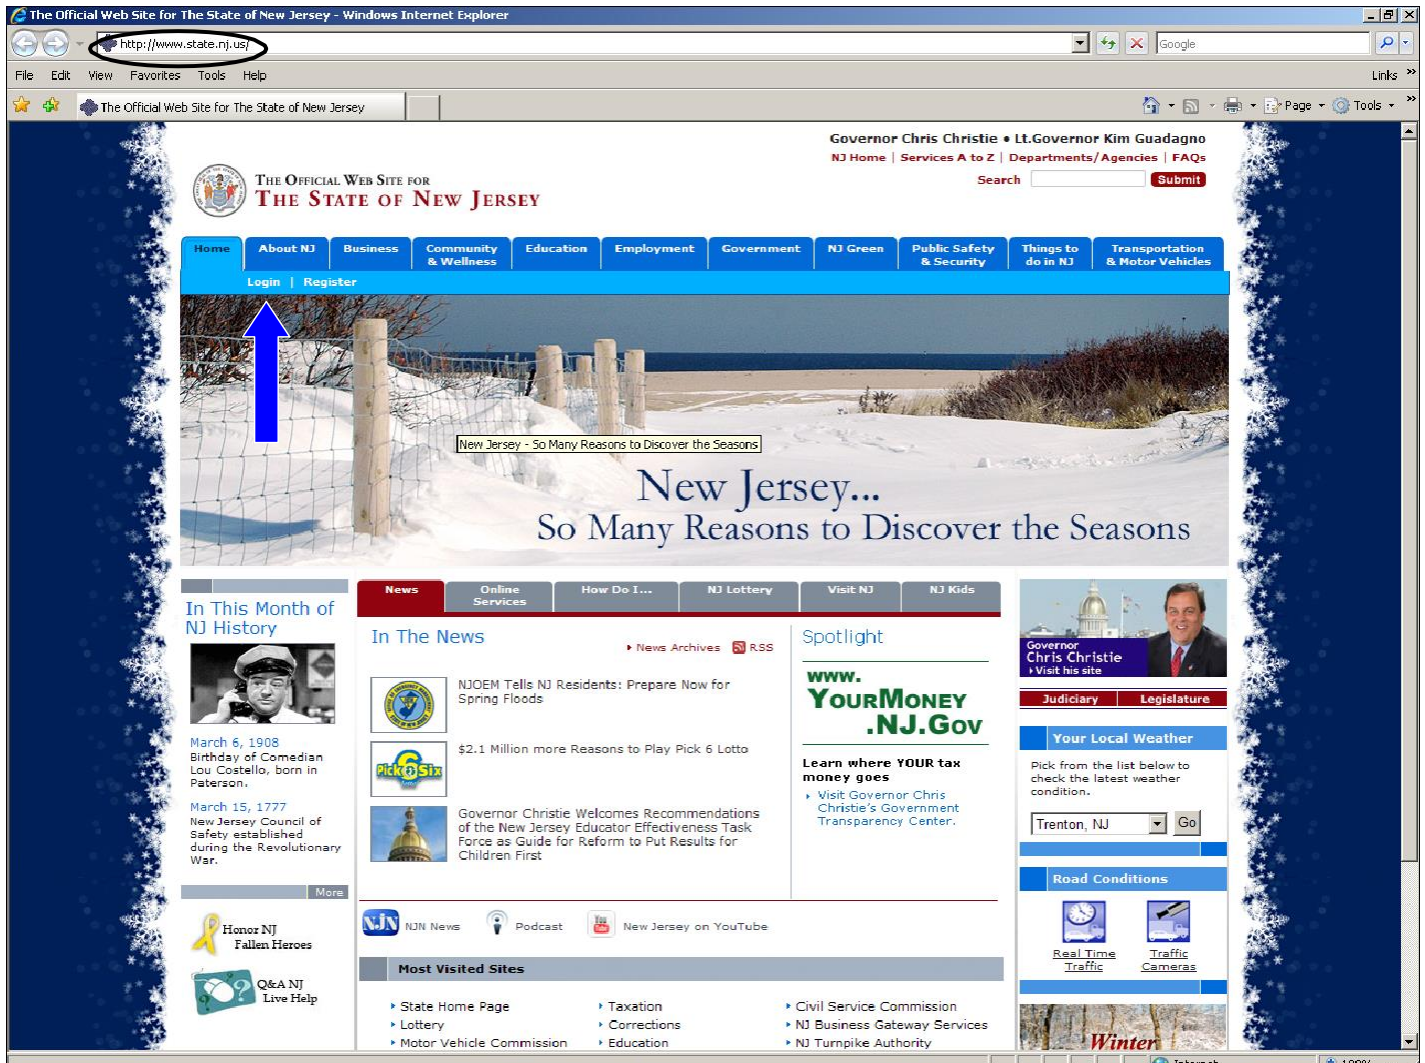 The Official Web Site for The State of New Jersey - Windows Internet Explorer
http://www.state.nj.us/
Google
File Edit View Favorites Tools Help
Links »
The Official Web Site for The State of New Jersey
Page Tools »
Governor Chris Christie • Lt.Governor Kim Guadagno
NJ Home | Services A to Z | Departments/Agencies | FAQs
Search Submit
THE OFFICIAL WEB SITE FOR
THE STATE OF NEW JERSEY
Home About NJ Business Community & Wellness Education Employment Government NJ Green Public Safety & Security Things to do in NJ Transportation & Motor Vehicles
Login | Register
New Jersey - So Many Reasons to Discover the Seasons
New Jersey...
So Many Reasons to Discover the Seasons
In This Month of
NJ History
March 6, 1908
Birthday of Comedian
Lou Costello, born in
Paterson.
March 15, 1777
New Jersey Council of
Safety established
during the Revolutionary
War.
More
Honor NJ
Fallen Heroes
Q&A NJ
Live Help
News Online Services How Do I... NJ Lottery Visit NJ NJ Kids
In The News
News Archives RSS
NJOEM Tells NJ Residents: Prepare Now for
Spring Floods
Pick 6 Six
$2.1 Million more Reasons to Play Pick 6 Lotto
Governor Christie Welcomes Recommendations
of the New Jersey Educator Effectiveness Task
Force as Guide for Reform to Put Results for
Children First
Spotlight
www.
YOURMONEY
.NJ.GOV
Learn where YOUR tax
money goes
Visit Governor Chris
Christie's Government
Transparency Center.
NJN NJN News Podcast You Tube New Jersey on YouTube
Most Visited Sites
State Home Page Taxation Civil Service Commission
Lottery Corrections NJ Business Gateway Services
Motor Vehicle Commission Education NJ Turnpike Authority
Governor
Chris Christie
Visit his site
Judiciary Legislature
Your Local Weather
Pick from the list below to
check the latest weather
condition.
Trenton, NJ Go
Road Conditions
Real Time
Traffic
Traffic
Cameras
Winter
Internet 100%